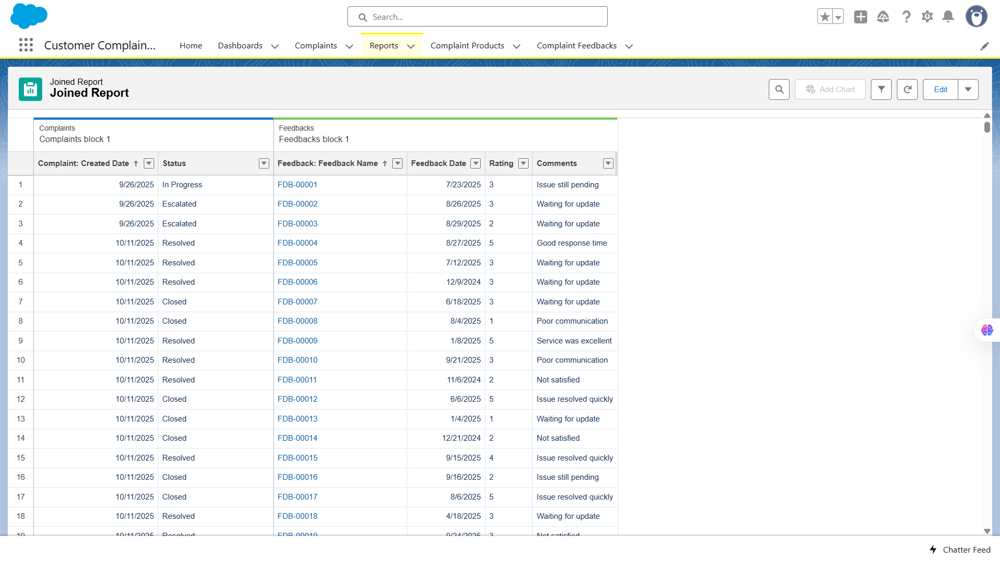 Search...
Customer Complain...
Home
Dashboards
Complaints
Reports
Complaint Products
Complaint Feedbacks
Joined Report
Joined Report
Add Chart
Edit
Complaints
Complaints block 1
Feedbacks
Feedbacks block 1
Complaint: Created Date ↑ Status Feedback: Feedback Name ↑ Feedback Date Rating Comments
1 9/26/2025 In Progress FDB-00001 7/23/2025 3 Issue still pending
2 9/26/2025 Escalated FDB-00002 8/26/2025 3 Waiting for update
3 9/26/2025 Escalated FDB-00003 8/29/2025 2 Waiting for update
4 10/11/2025 Resolved FDB-00004 8/27/2025 5 Good response time
5 10/11/2025 Resolved FDB-00005 7/12/2025 3 Waiting for update
6 10/11/2025 Resolved FDB-00006 12/9/2024 3 Waiting for update
7 10/11/2025 Closed FDB-00007 6/18/2025 3 Waiting for update
8 10/11/2025 Closed FDB-00008 8/4/2025 1 Poor communication
9 10/11/2025 Resolved FDB-00009 1/8/2025 5 Service was excellent
10 10/11/2025 Resolved FDB-00010 9/21/2025 3 Poor communication
11 10/11/2025 Resolved FDB-00011 11/6/2024 2 Not satisfied
12 10/11/2025 Closed FDB-00012 6/6/2025 5 Issue resolved quickly
13 10/11/2025 Closed FDB-00013 1/4/2025 1 Waiting for update
14 10/11/2025 Closed FDB-00014 12/21/2024 2 Not satisfied
15 10/11/2025 Resolved FDB-00015 9/15/2025 4 Issue resolved quickly
16 10/11/2025 Closed FDB-00016 9/16/2025 2 Issue still pending
17 10/11/2025 Closed FDB-00017 8/6/2025 5 Issue resolved quickly
18 10/11/2025 Resolved FDB-00018 4/18/2025 3 Waiting for update
19 10/11/2025 Resolved FDB-00019 9/24/2025 Not satisfied
Chatter Feed